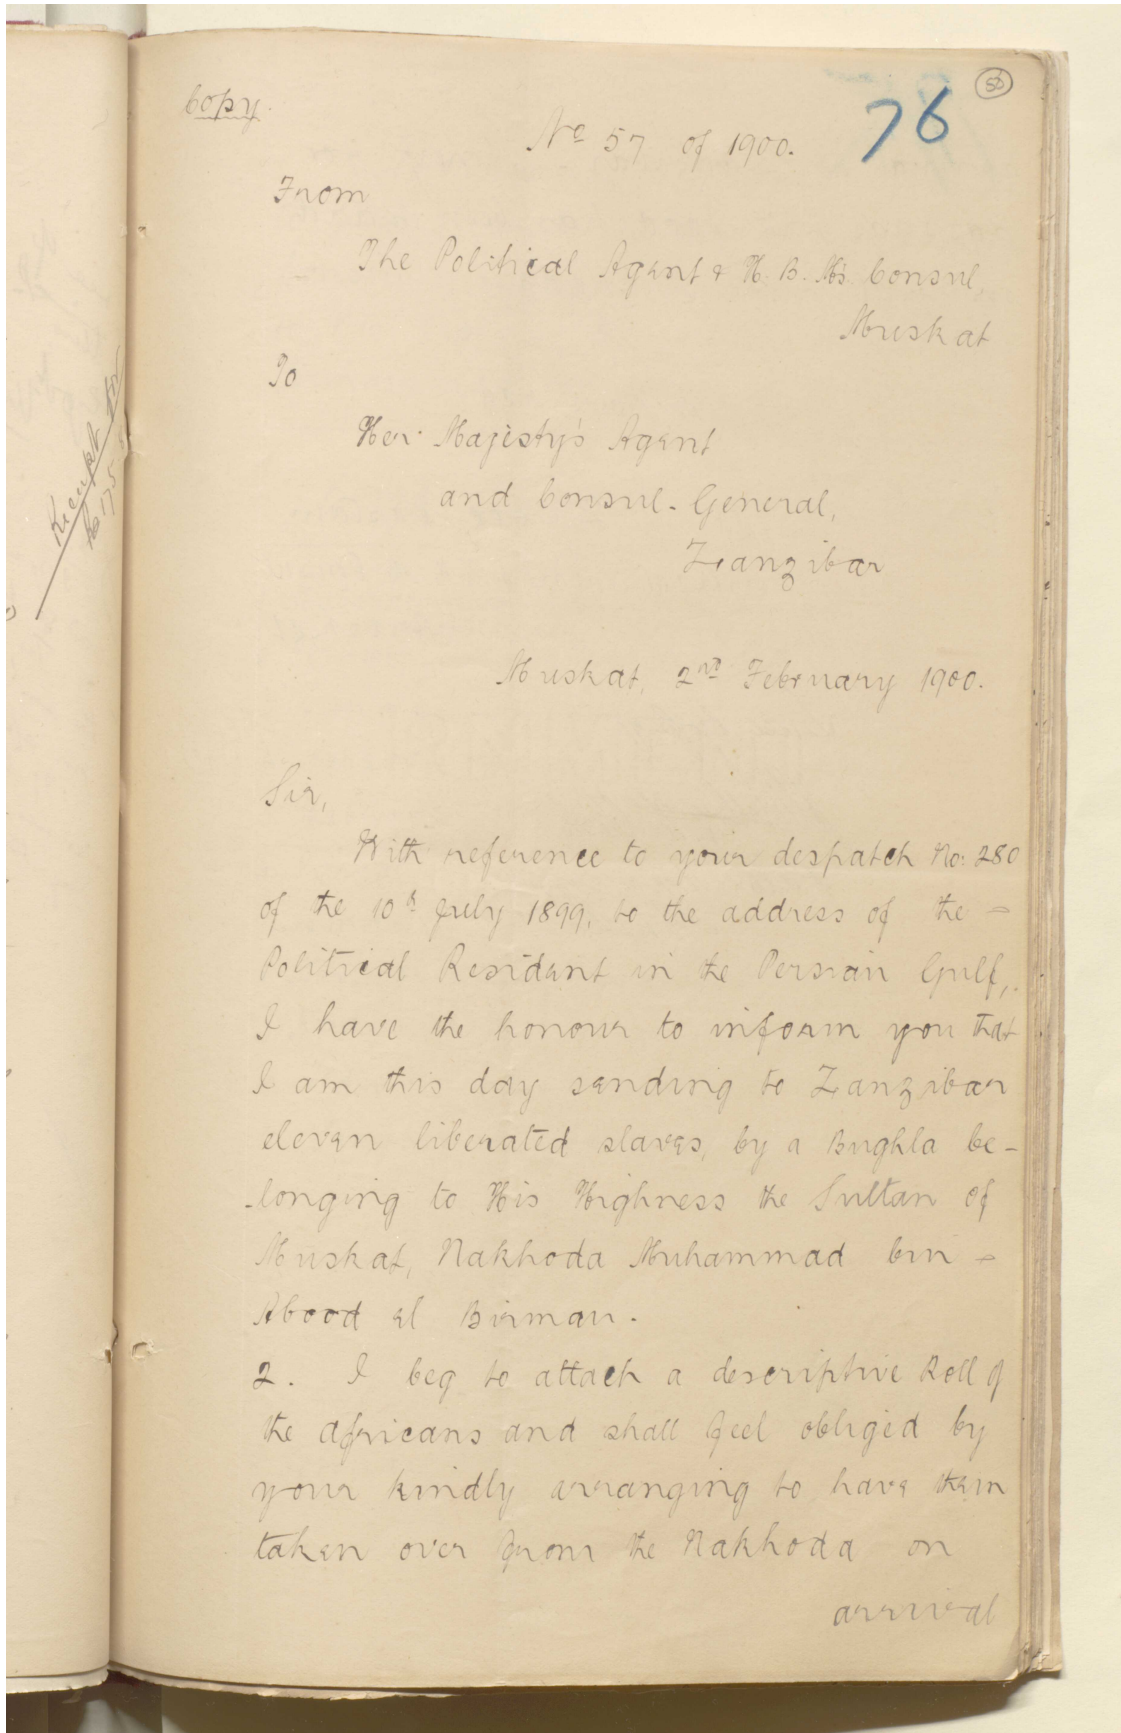 Copy.
76
No 57 of 1900.
From
The Political Agent & H. B. M's Consul,
Muskat
To
Her Majesty's Agent
and Consul-General,
Zanzibar
Muskat, 2nd February 1900.
Sir,
With reference to your despatch No: 280
of the 10th July 1899, to the address of the -
Political Resident in the Persian Gulf,
I have the honour to inform you that
I am this day sending to Zanzibar
eleven liberated slaves, by a Bughla be-
-longing to His Highness the Sultan of
Muskat, Nakhoda Muhammad bin -
Abood el Birman.
2. I beg to attach a descriptive Roll of
the Africans and shall feel obliged by
your kindly arranging to have them
taken over from the Nakhoda on
arrival